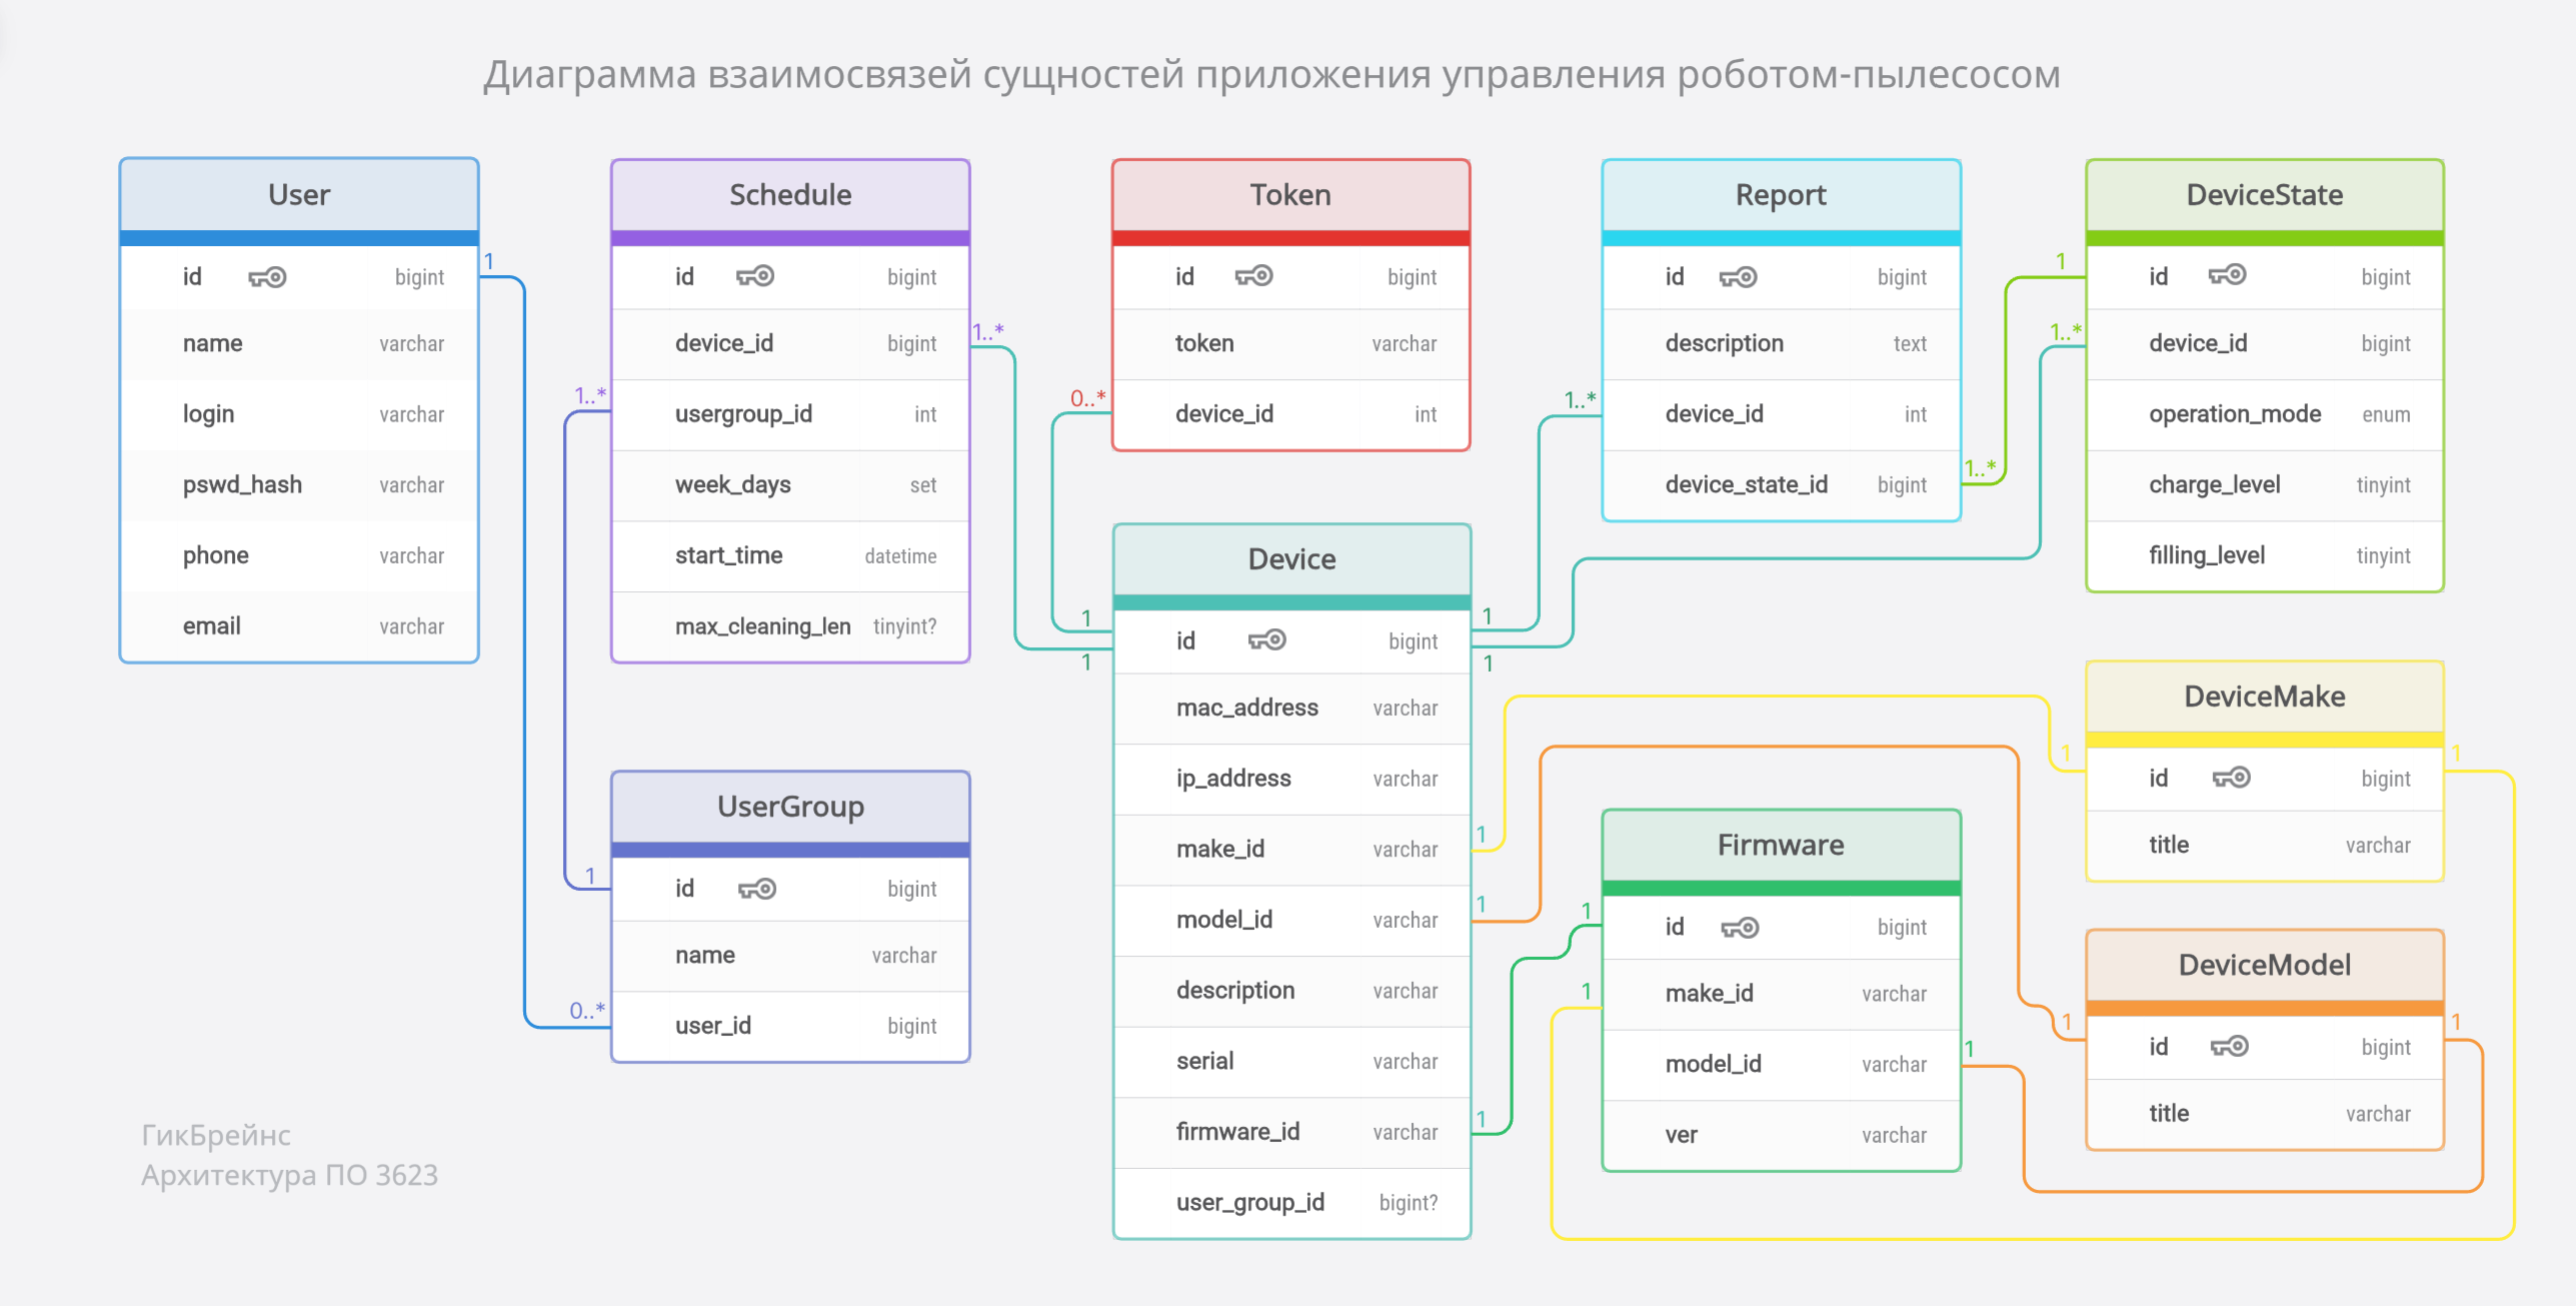 Диаграмма взаимосвязей сущностей приложения управления роботом-пылесосом
User
id bigint
name varchar
login varchar
pswd_hash varchar
phone varchar
email varchar
1
Schedule
id bigint
device_id bigint
usergroup_id int
week_days set
start_time datetime
max_cleaning_len tinyint?
1..*
1..*
Token
id bigint
token varchar
device_id int
0..*
Report
id bigint
description text
device_id int
device_state_id bigint
1..*
1..*
DeviceState
id bigint
device_id bigint
operation_mode enum
charge_level tinyint
filling_level tinyint
1
1..*
UserGroup
id bigint
name varchar
user_id bigint
1
0..*
Device
id bigint
mac_address varchar
ip_address varchar
make_id varchar
model_id varchar
description varchar
serial varchar
firmware_id varchar
user_group_id bigint?
1
1
1
1
1
1
1
Firmware
id bigint
make_id varchar
model_id varchar
ver varchar
1
1
1
DeviceMake
id bigint
title varchar
1
1
DeviceModel
id bigint
title varchar
1
1
ГикБрейнс
Архитектура ПО 3623